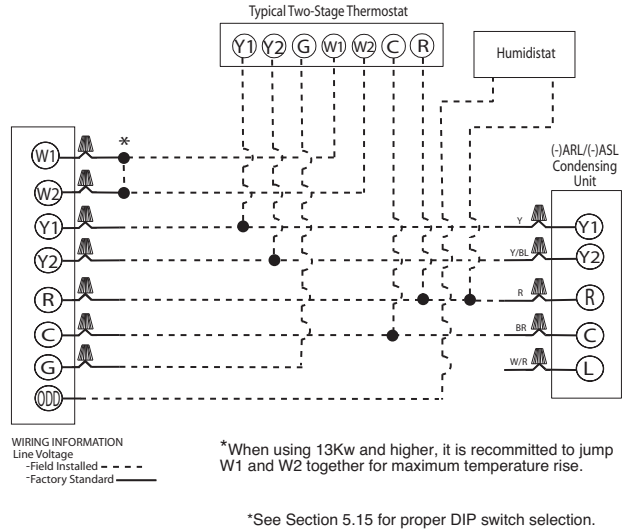 Typical Two-Stage Thermostat
Y1 Y2 G W1 W2 C R
Humidistat
(-)ARL/(-)ASL
Condensing
Unit
*
W1
W2
Y1
Y2
R
C
G
ODD
Y
Y1
Y/BL
Y2
R
R
BR
C
W/R
L
WIRING INFORMATION
Line Voltage
-Field Installed
-Factory Standard
*When using 13Kw and higher, it is recommitted to jump
W1 and W2 together for maximum temperature rise.
*See Section 5.15 for proper DIP switch selection.